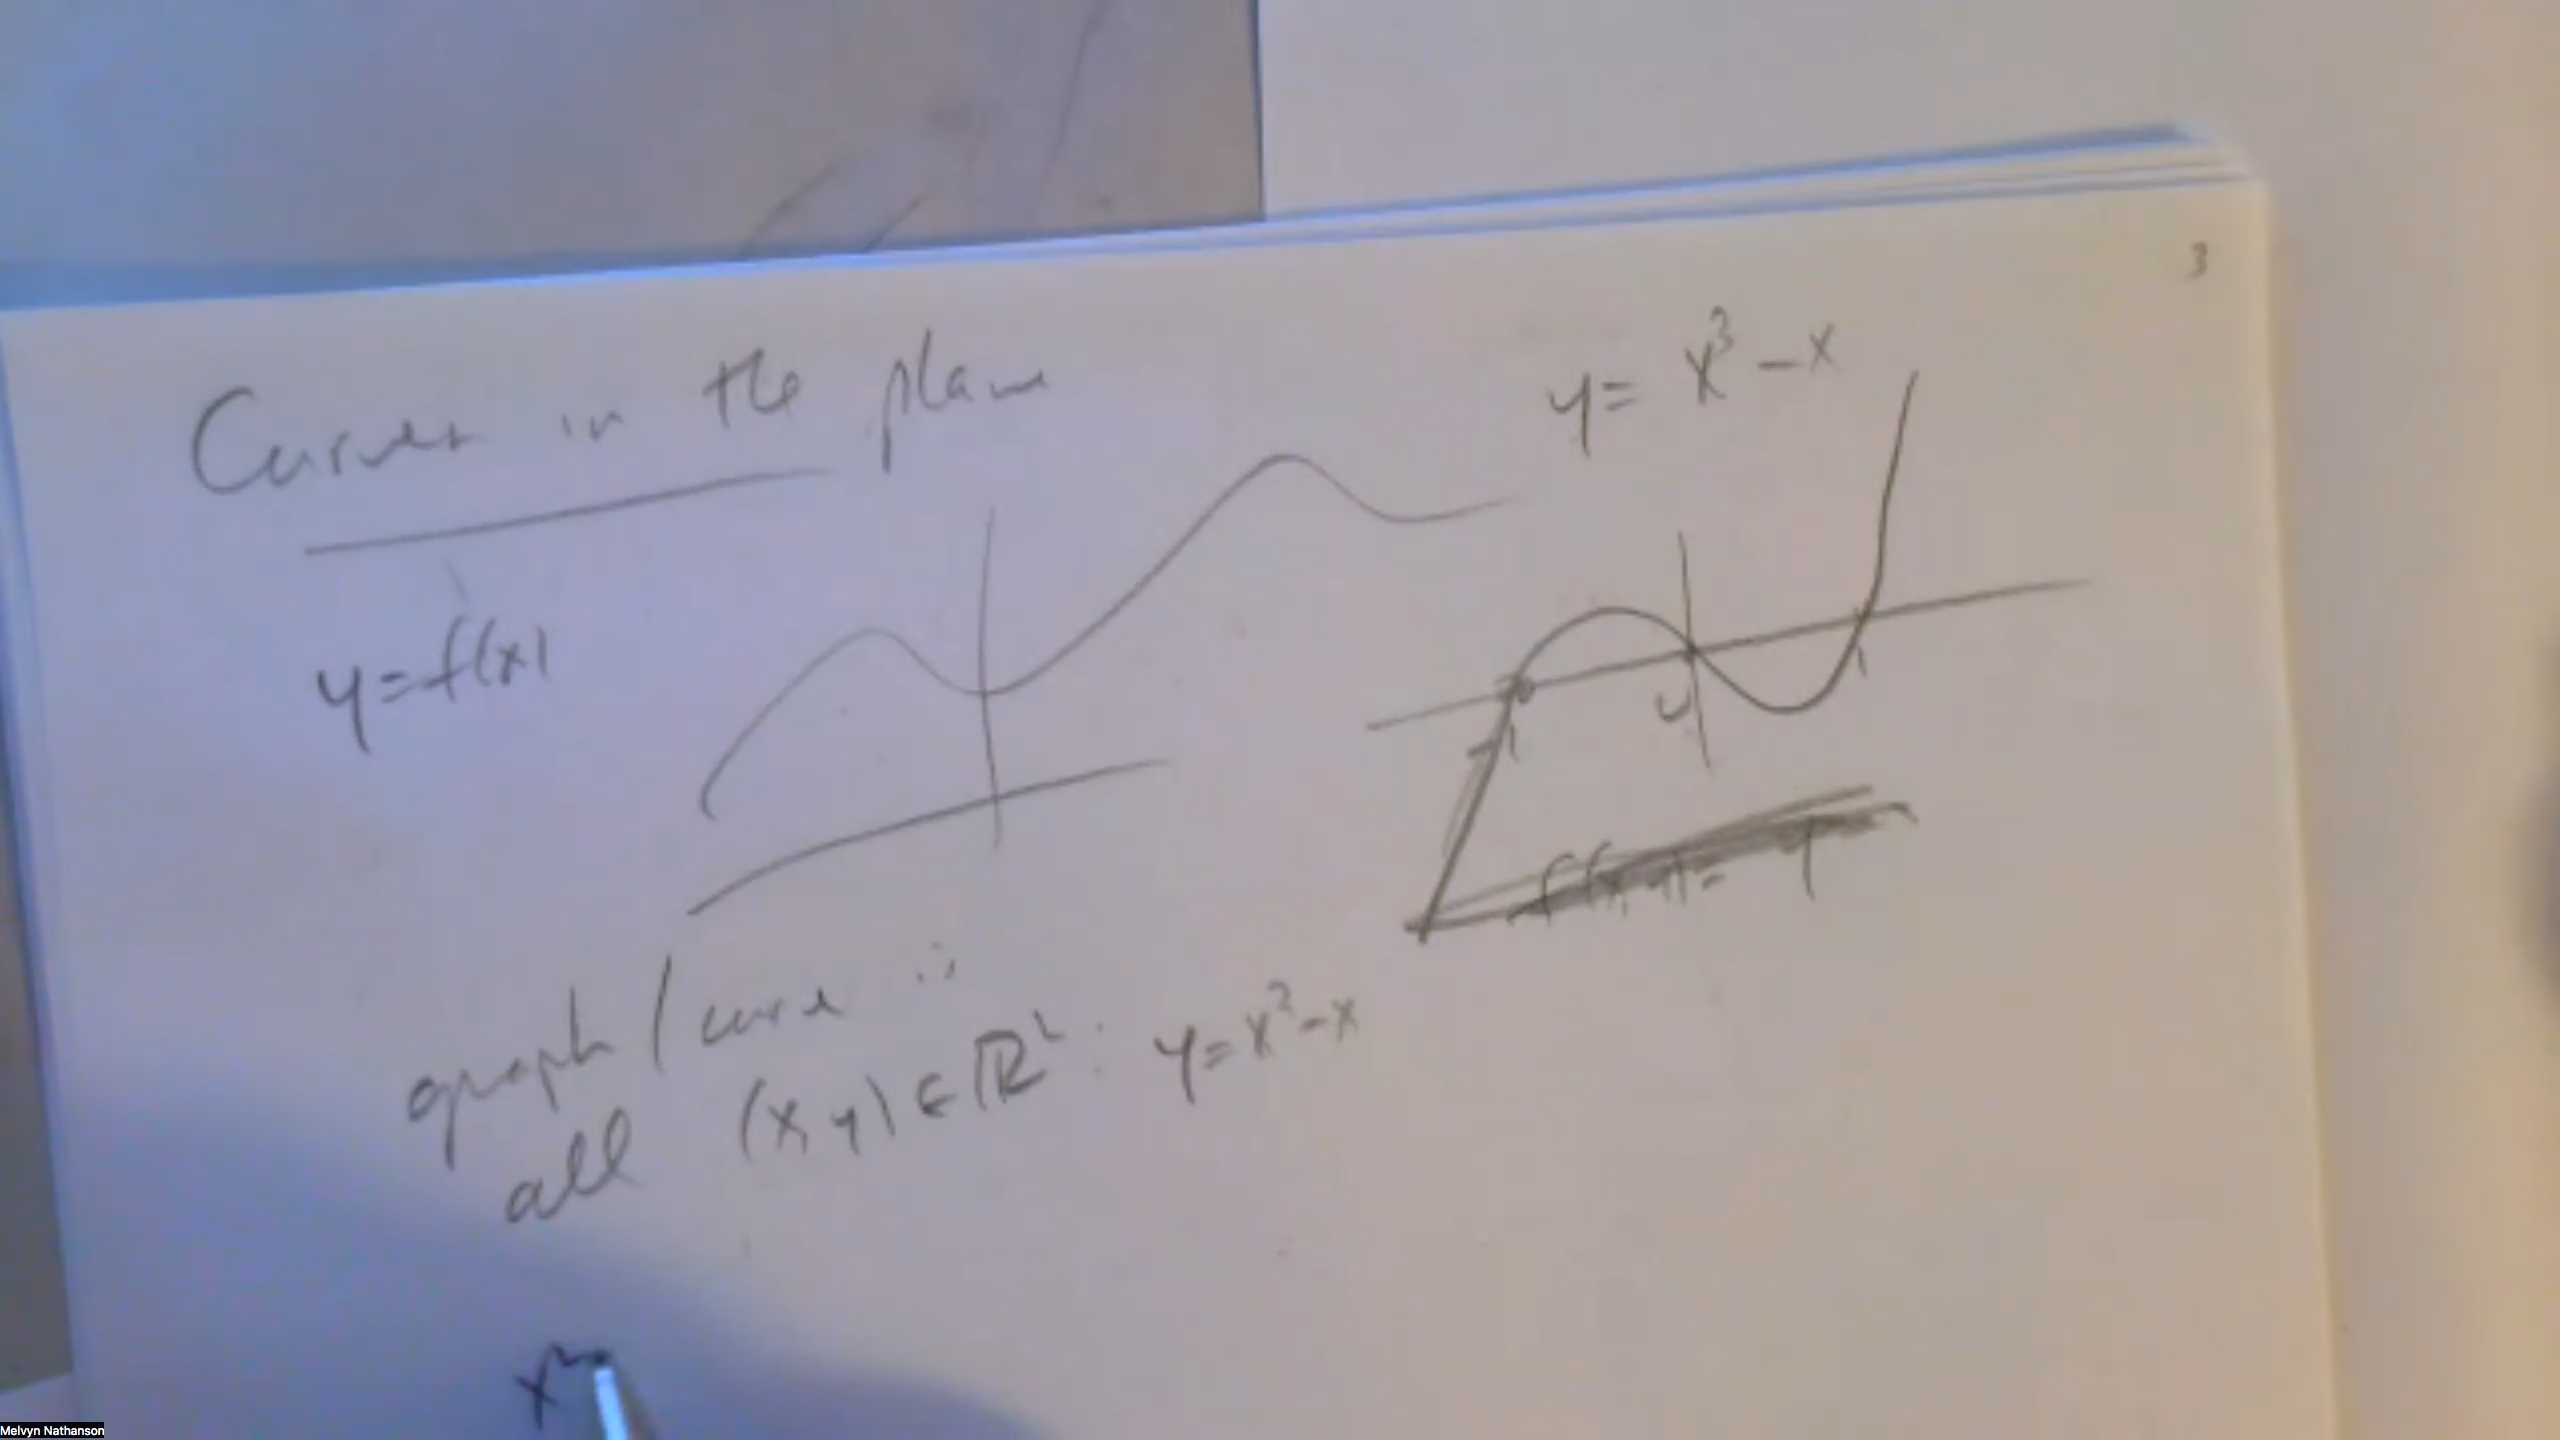 3
Curves in the plane
y = x³ - x
y = f(x)
-1 0 1
f(x, y) = y
graph / curve is
all (x, y) ∈ ℝ² : y = x² - x
x²
Melvyn Nathanson